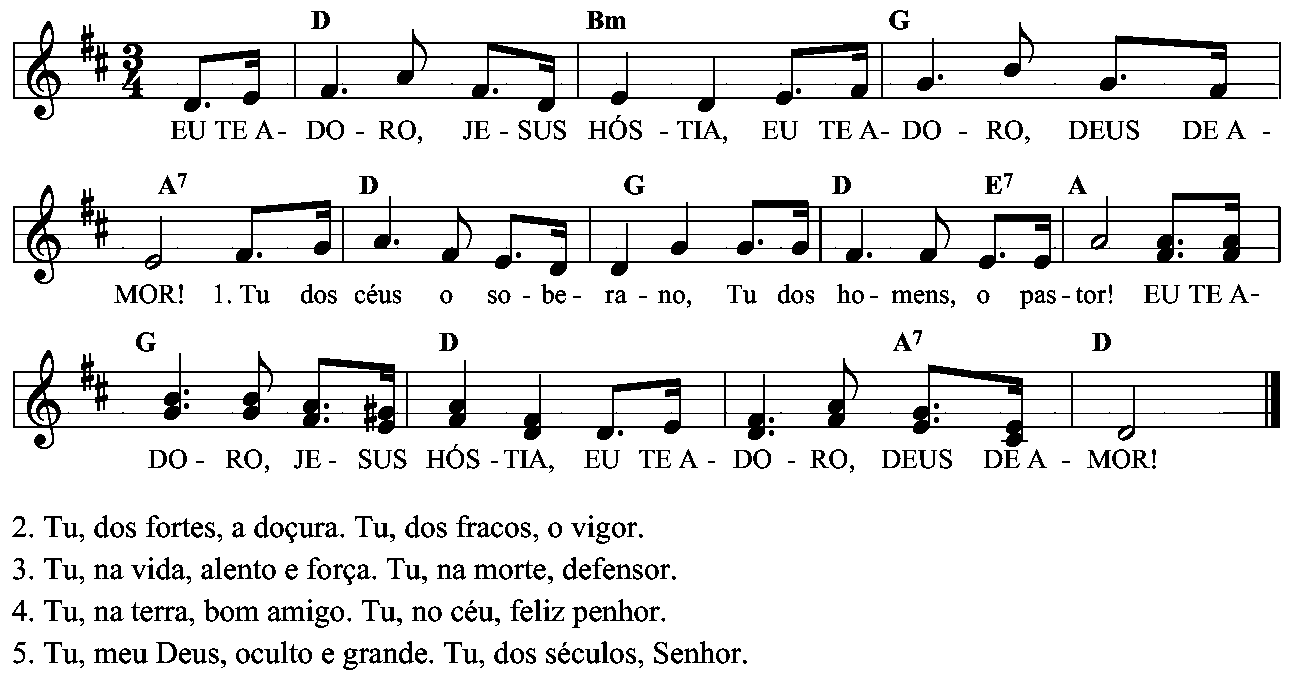 D Bm G
3
4
EU TE A- DO - RO, JE - SUS HÓS - TIA, EU TE A - DO - RO, DEUS DE A -
A7 D G D E7 A
MOR! 1. Tu dos céus o so - be - ra - no, Tu dos ho - mens, o pas - tor! EU TE A-
G D A7 D
DO - RO, JE - SUS HÓS - TIA, EU TE A - DO - RO, DEUS DE A - MOR!
2. Tu, dos fortes, a doçura. Tu, dos fracos, o vigor.
3. Tu, na vida, alento e força. Tu, na morte, defensor.
4. Tu, na terra, bom amigo. Tu, no céu, feliz penhor.
5. Tu, meu Deus, oculto e grande. Tu, dos séculos, Senhor.